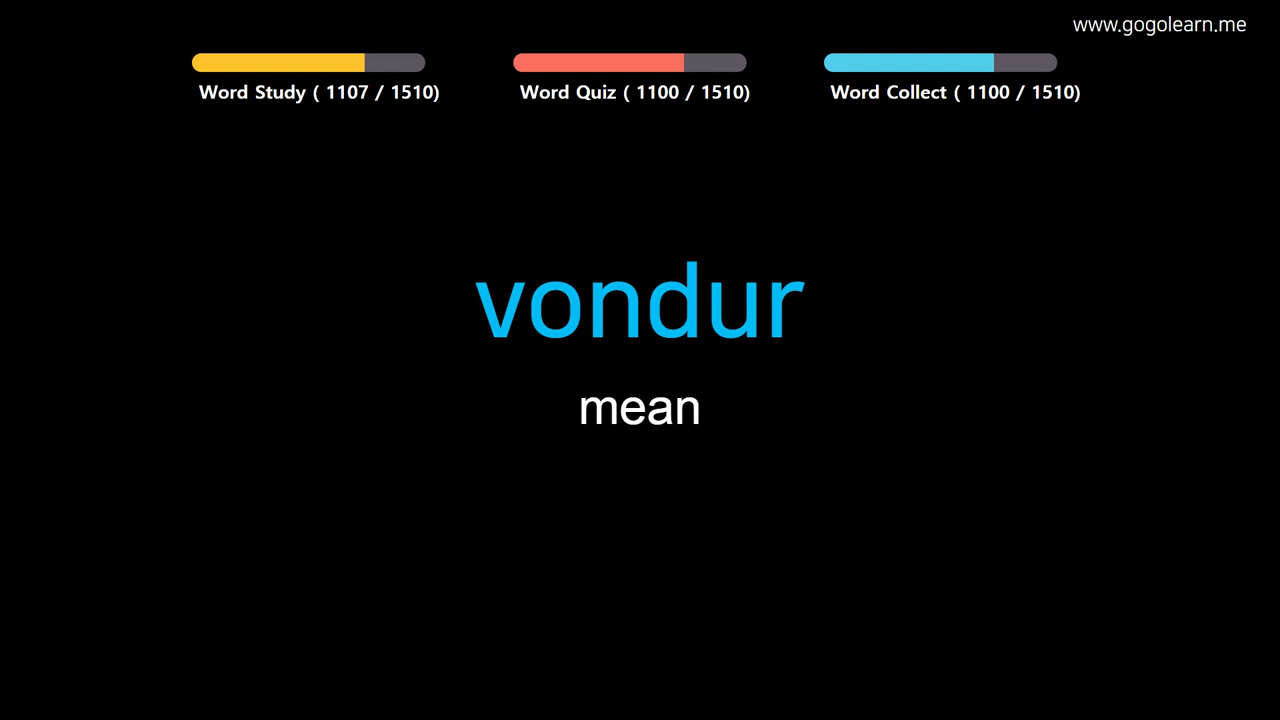 www.gogolearn.me
Word Study ( 1107 / 1510)
Word Quiz ( 1100 / 1510)
Word Collect ( 1100 / 1510)
vondur
mean